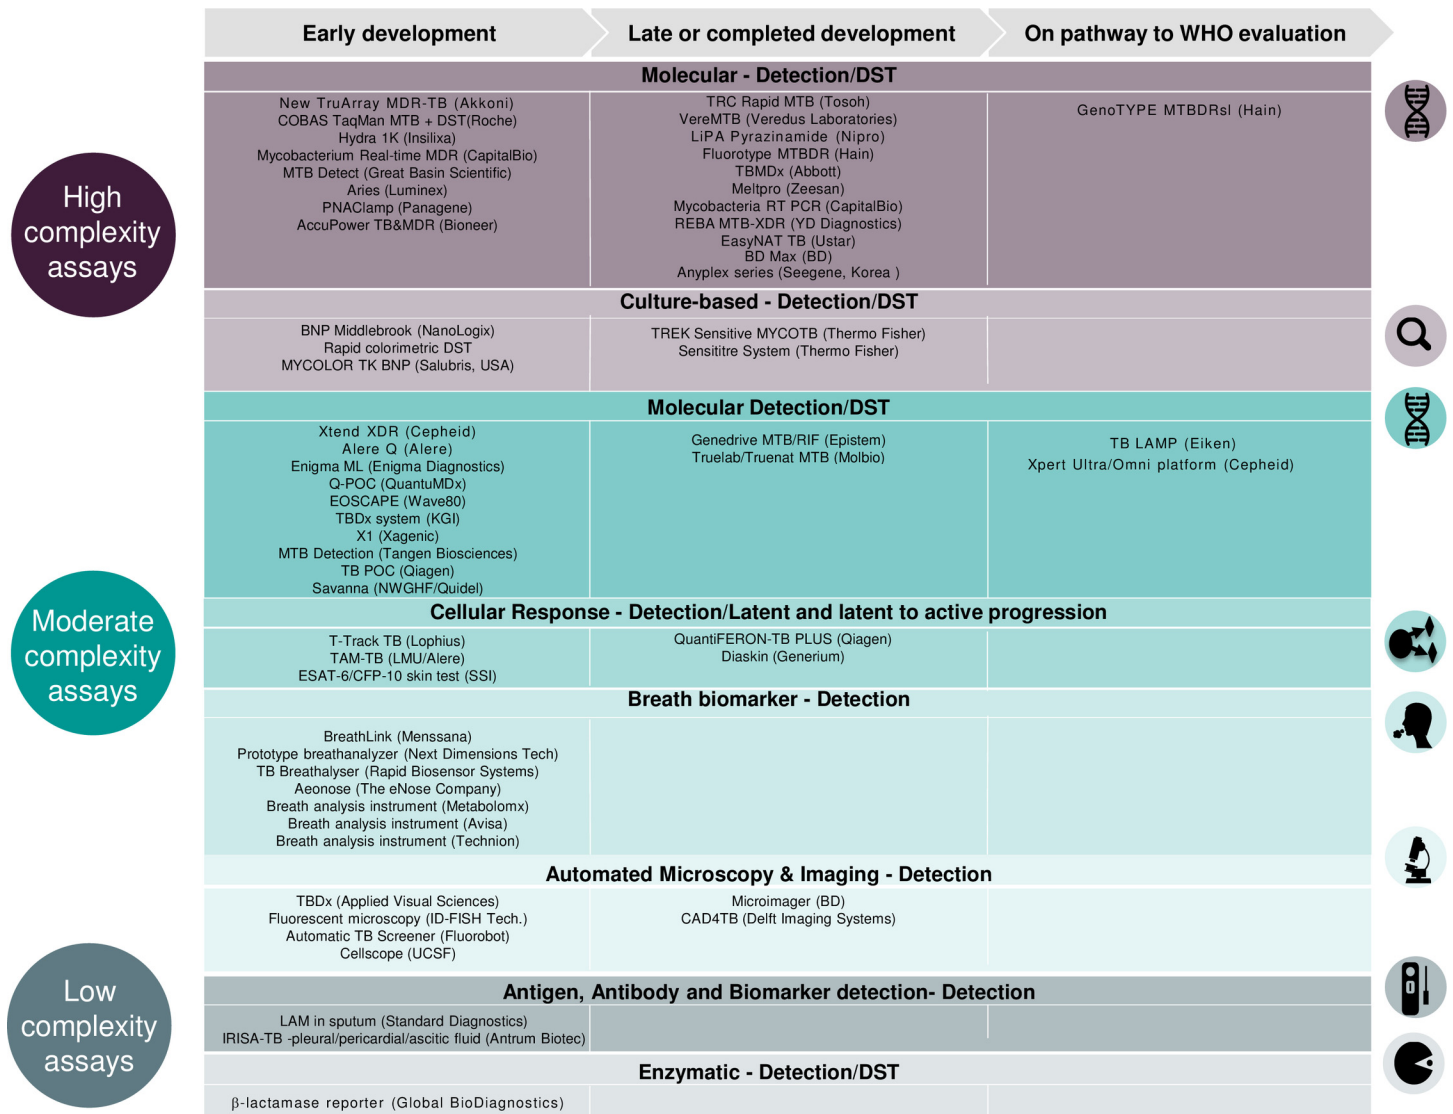 Early development
Late or completed development
On pathway to WHO evaluation
High
complexity
assays
Molecular - Detection/DST
New TruArray MDR-TB (Akkoni)
COBAS TaqMan MTB + DST(Roche)
Hydra 1K (Insilixa)
Mycobacterium Real-time MDR (CapitalBio)
MTB Detect (Great Basin Scientific)
Aries (Luminex)
PNAClamp (Panagene)
AccuPower TB&MDR (Bioneer)
TRC Rapid MTB (Tosoh)
VereMTB (Veredus Laboratories)
LiPA Pyrazinamide (Nipro)
Fluorotype MTBDR (Hain)
TBMDx (Abbott)
Meltpro (Zeesan)
Mycobacteria RT PCR (CapitalBio)
REBA MTB-XDR (YD Diagnostics)
EasyNAT TB (Ustar)
BD Max (BD)
Anyplex series (Seegene, Korea )
GenoTYPE MTBDRsl (Hain)
Culture-based - Detection/DST
BNP Middlebrook (NanoLogix)
Rapid colorimetric DST
MYCOLOR TK BNP (Salubris, USA)
TREK Sensitive MYCOTB (Thermo Fisher)
Sensititre System (Thermo Fisher)
Moderate
complexity
assays
Molecular Detection/DST
Xtend XDR (Cepheid)
Alere Q (Alere)
Enigma ML (Enigma Diagnostics)
Q-POC (QuantuMDx)
EOSCAPE (Wave80)
TBDx system (KGI)
X1 (Xagenic)
MTB Detection (Tangen Biosciences)
TB POC (Qiagen)
Savanna (NWGHF/Quidel)
Genedrive MTB/RIF (Epistem)
Truelab/Truenat MTB (Molbio)
TB LAMP (Eiken)
Xpert Ultra/Omni platform (Cepheid)
Cellular Response - Detection/Latent and latent to active progression
T-Track TB (Lophius)
TAM-TB (LMU/Alere)
ESAT-6/CFP-10 skin test (SSI)
QuantiFERON-TB PLUS (Qiagen)
Diaskin (Generium)
Breath biomarker - Detection
BreathLink (Menssana)
Prototype breathanalyzer (Next Dimensions Tech)
TB Breathalyser (Rapid Biosensor Systems)
Aeonose (The eNose Company)
Breath analysis instrument (Metabolomx)
Breath analysis instrument (Avisa)
Breath analysis instrument (Technion)
Automated Microscopy & Imaging - Detection
TBDx (Applied Visual Sciences)
Fluorescent microscopy (ID-FISH Tech.)
Automatic TB Screener (Fluorobot)
Cellscope (UCSF)
Microimager (BD)
CAD4TB (Delft Imaging Systems)
Low
complexity
assays
Antigen, Antibody and Biomarker detection- Detection
LAM in sputum (Standard Diagnostics)
IRISA-TB -pleural/pericardial/ascitic fluid (Antrum Biotec)
Enzymatic - Detection/DST
β-lactamase reporter (Global BioDiagnostics)